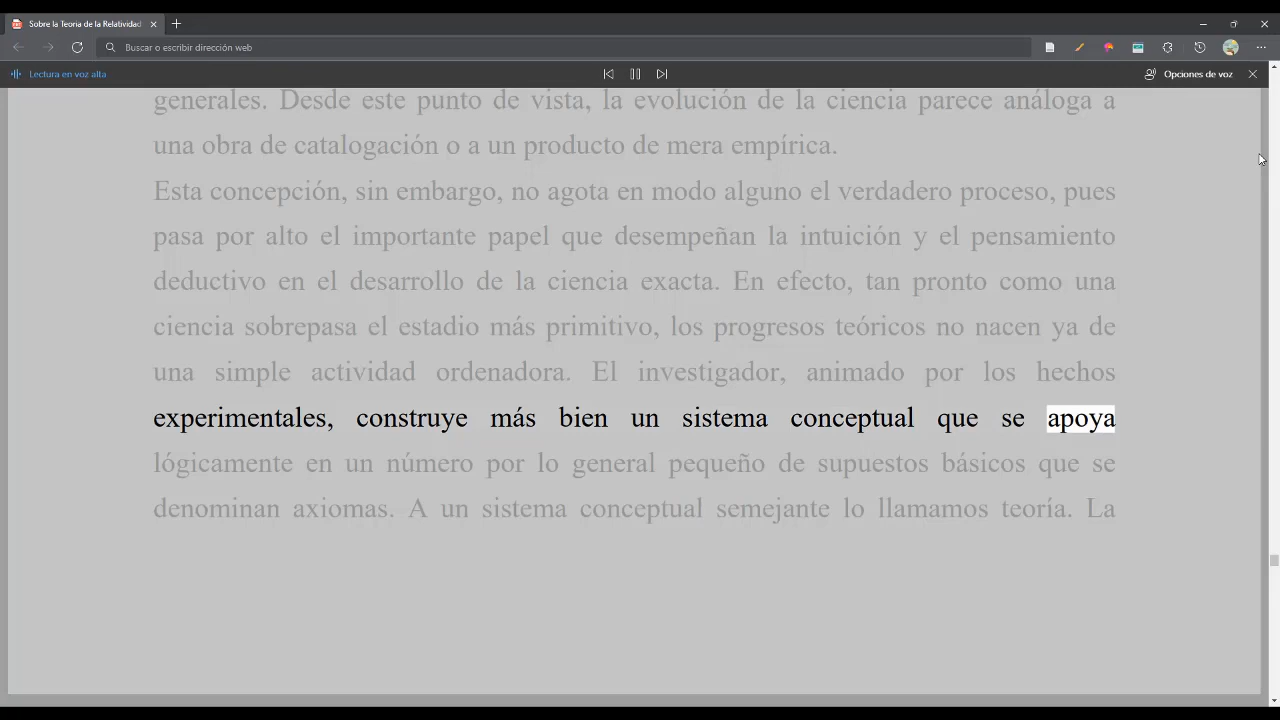 Sobre la Teoria de la Relatividad
Buscar o escribir dirección web
Lectura en voz alta
Opciones de voz
generales. Desde este punto de vista, la evolución de la ciencia parece análoga a
una obra de catalogación o a un producto de mera empírica.
Esta concepción, sin embargo, no agota en modo alguno el verdadero proceso, pues
pasa por alto el importante papel que desempeñan la intuición y el pensamiento
deductivo en el desarrollo de la ciencia exacta. En efecto, tan pronto como una
ciencia sobrepasa el estadio más primitivo, los progresos teóricos no nacen ya de
una simple actividad ordenadora. El investigador, animado por los hechos
experimentales, construye más bien un sistema conceptual que se apoya
lógicamente en un número por lo general pequeño de supuestos básicos que se
denominan axiomas. A un sistema conceptual semejante lo llamamos teoría. La